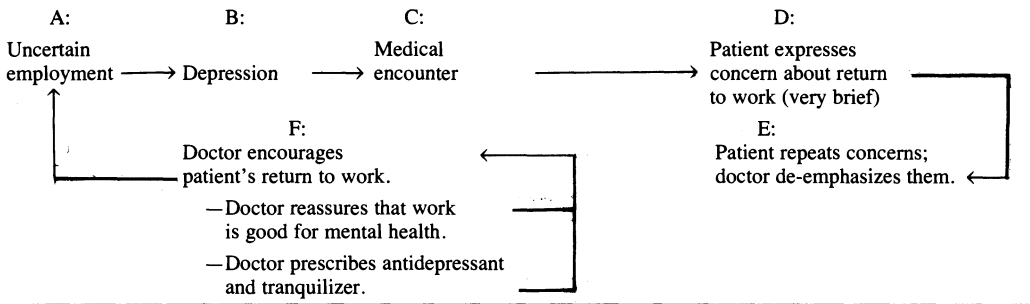 A:
B:
C:
D:
Uncertain
employment
Depression
Medical
encounter
Patient expresses
concern about return
to work (very brief)
E:
Patient repeats concerns;
doctor de-emphasizes them.
F:
Doctor encourages
patient's return to work.
—Doctor reassures that work
is good for mental health.
—Doctor prescribes antidepressant
and tranquilizer.